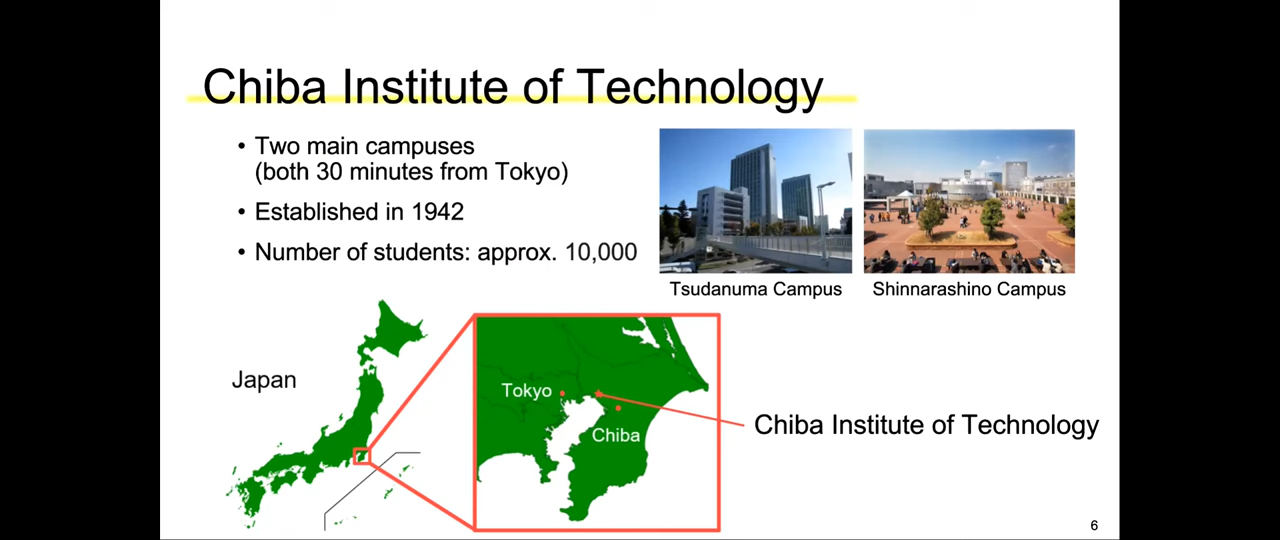 Chiba Institute of Technology
• Two main campuses
(both 30 minutes from Tokyo)
• Established in 1942
• Number of students: approx. 10,000
Tsudanuma Campus
Shinnarashino Campus
Japan
Tokyo
Chiba
Chiba Institute of Technology
6